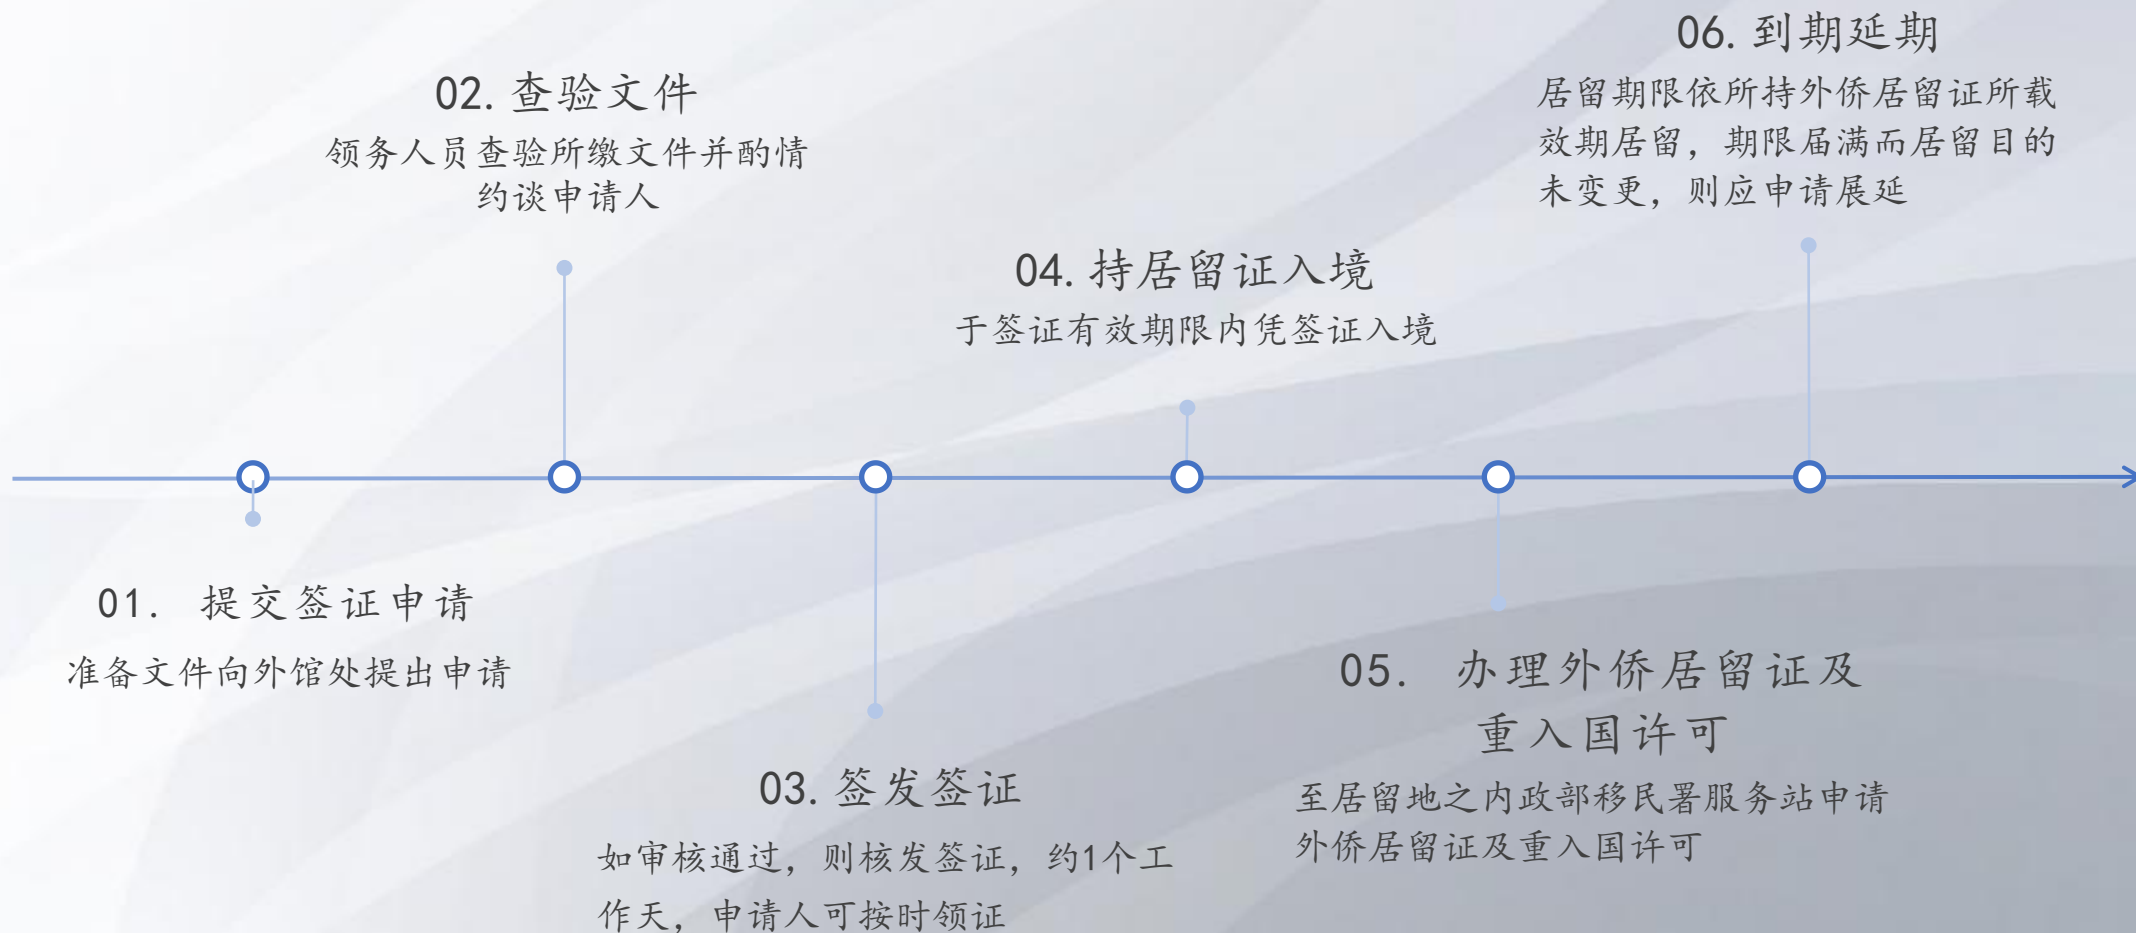 01. 提交签证申请
准备文件向外馆处提出申请
02. 查验文件
领务人员查验所缴文件并酌情
约谈申请人
03. 签发签证
如审核通过，则核发签证，约1个工
作天，申请人可按时领证
04. 持居留证入境
于签证有效期限内凭签证入境
05. 办理外侨居留证及
重入国许可
至居留地之内政部移民署服务站申请
外侨居留证及重入国许可
06. 到期延期
居留期限依所持外侨居留证所载
效期居留，期限届满而居留目的
未变更，则应申请展延